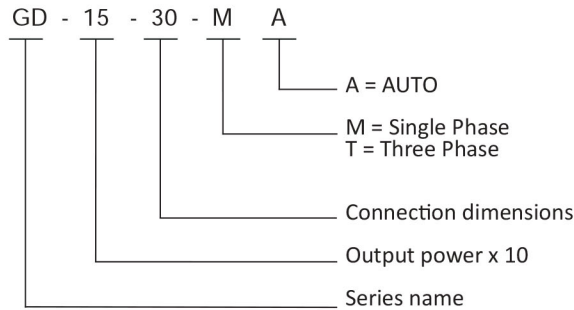 GD - 15 - 30 - M A
A = AUTO
M = Single Phase
T = Three Phase
Connection dimensions
Output power x 10
Series name